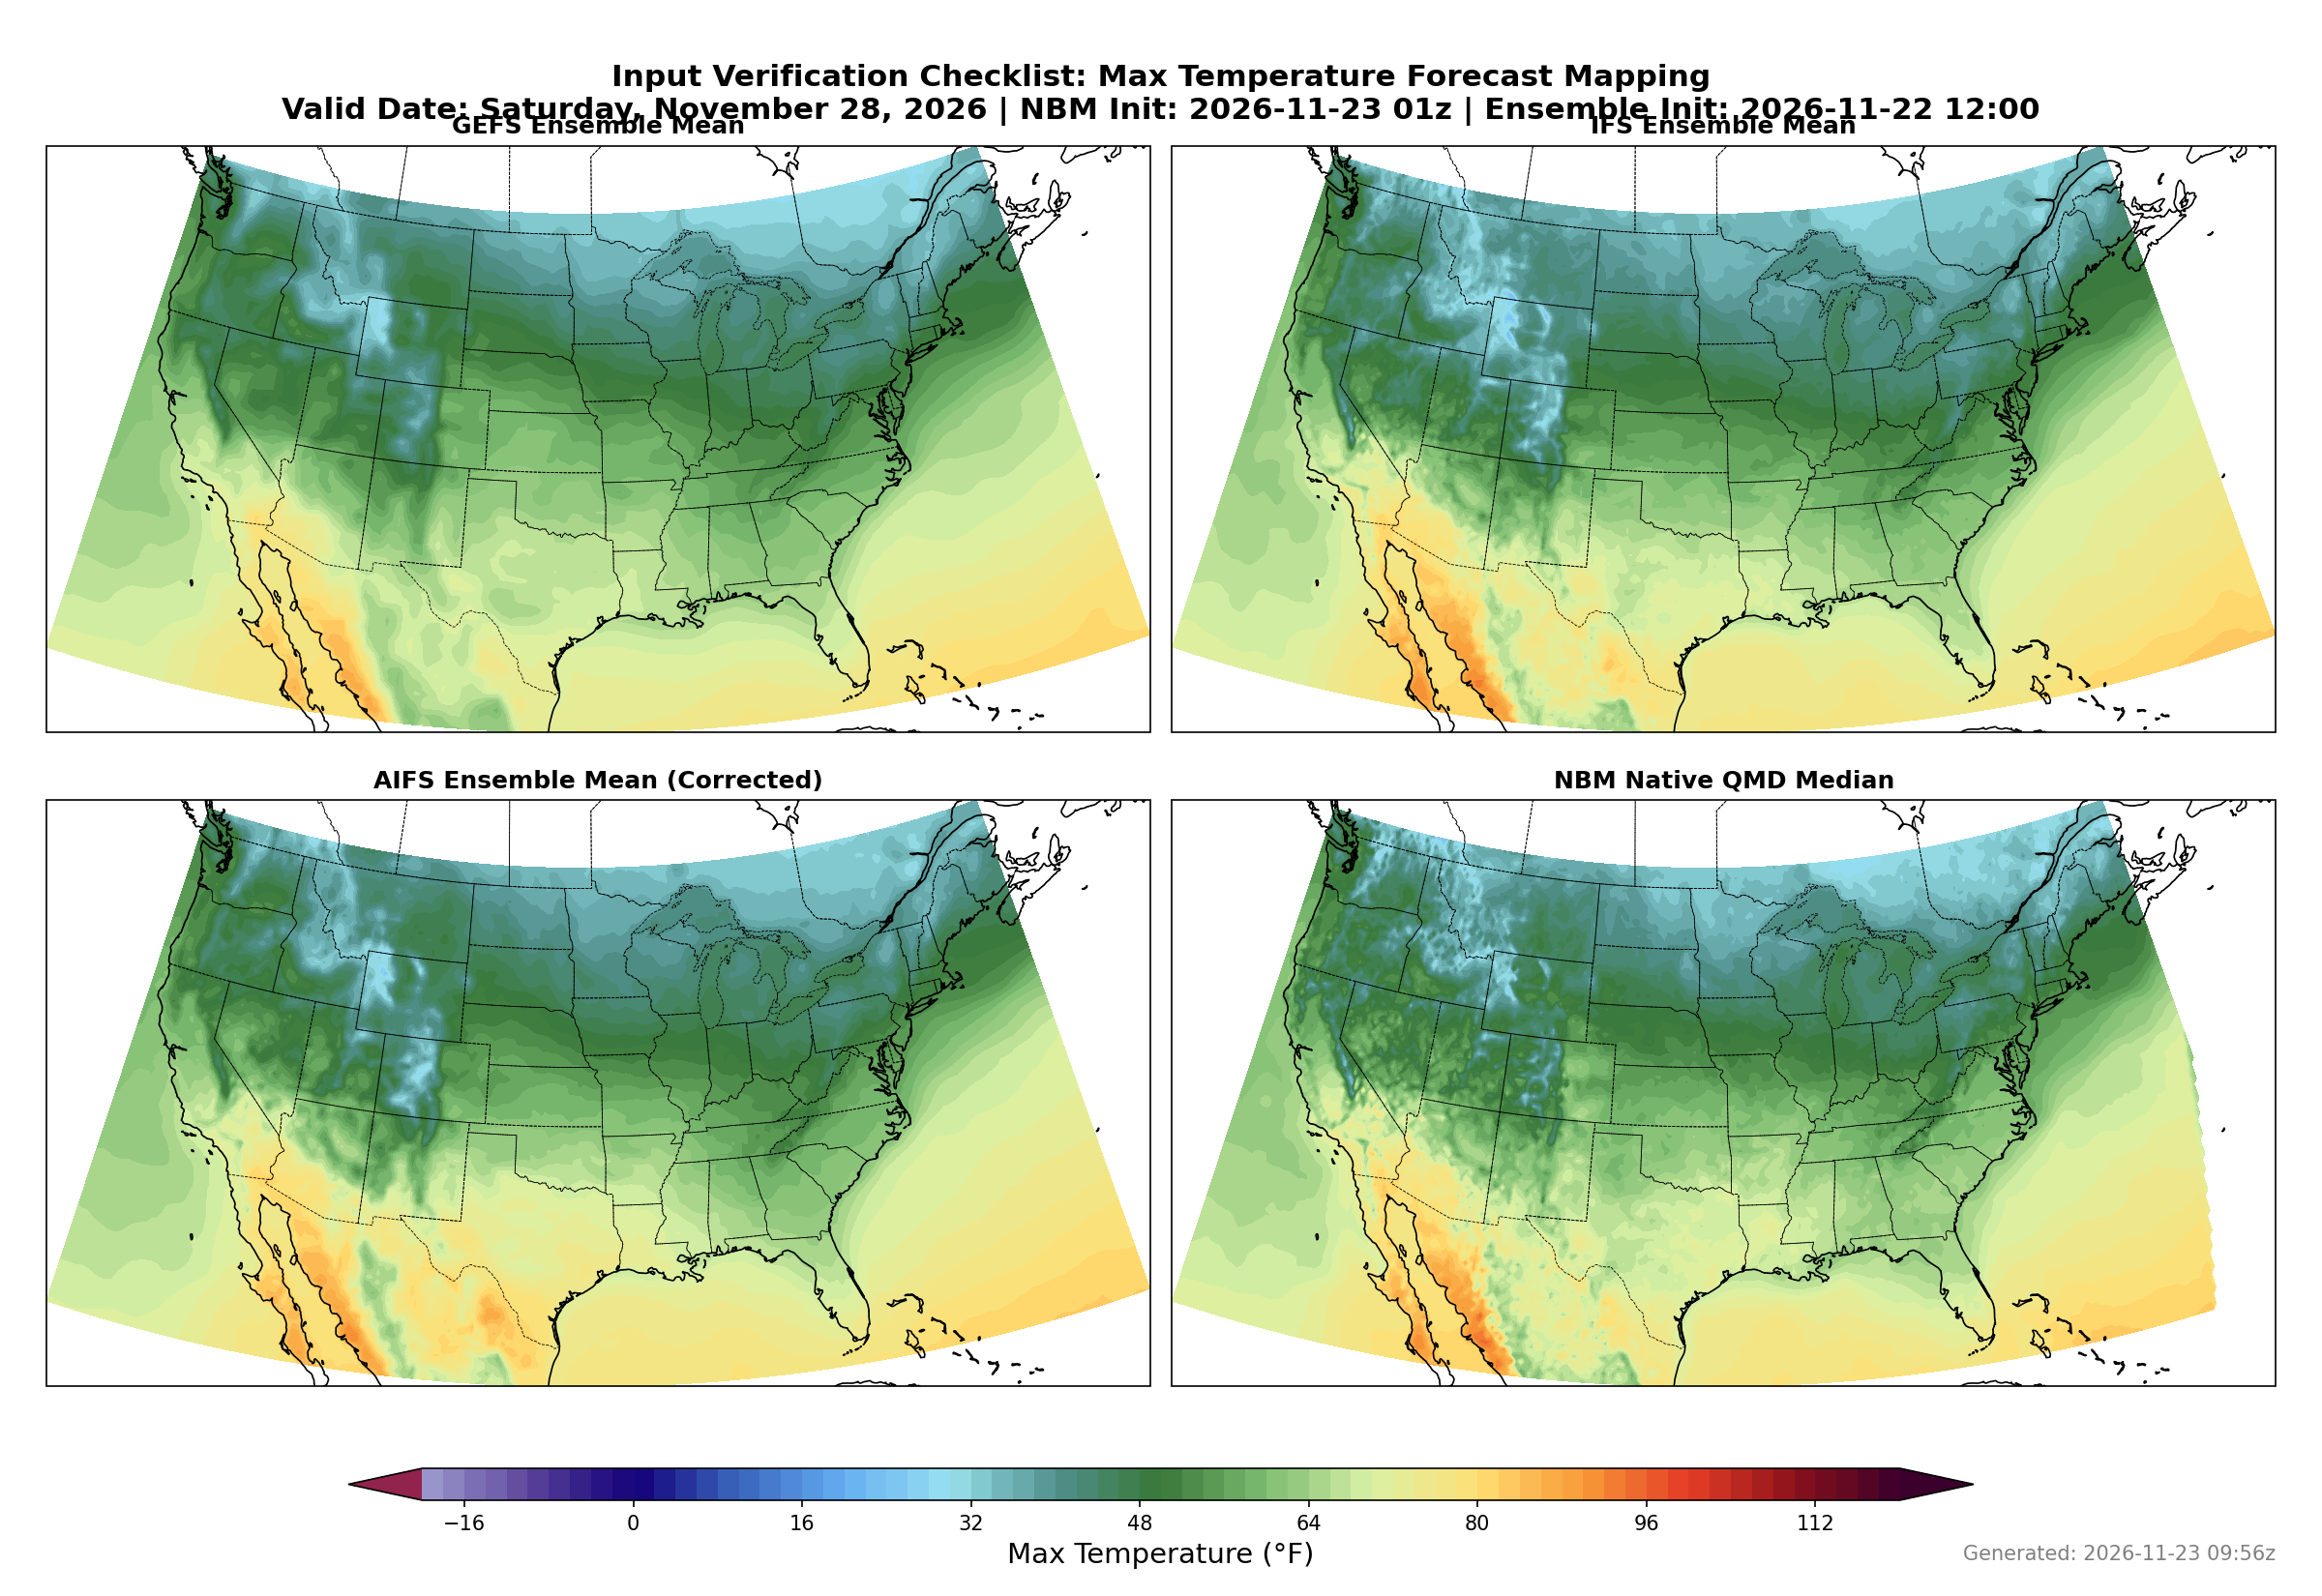 Input Verification Checklist: Max Temperature Forecast Mapping
Valid Date: Saturday, November 28, 2026 | NBM Init: 2026-11-23 01z | Ensemble Init: 2026-11-22 12:00
GEFS Ensemble Mean
IFS Ensemble Mean
AIFS Ensemble Mean (Corrected)
NBM Native QMD Median
−16 0 16 32 48 64 80 96 112
Max Temperature (°F)
Generated: 2026-11-23 09:56z